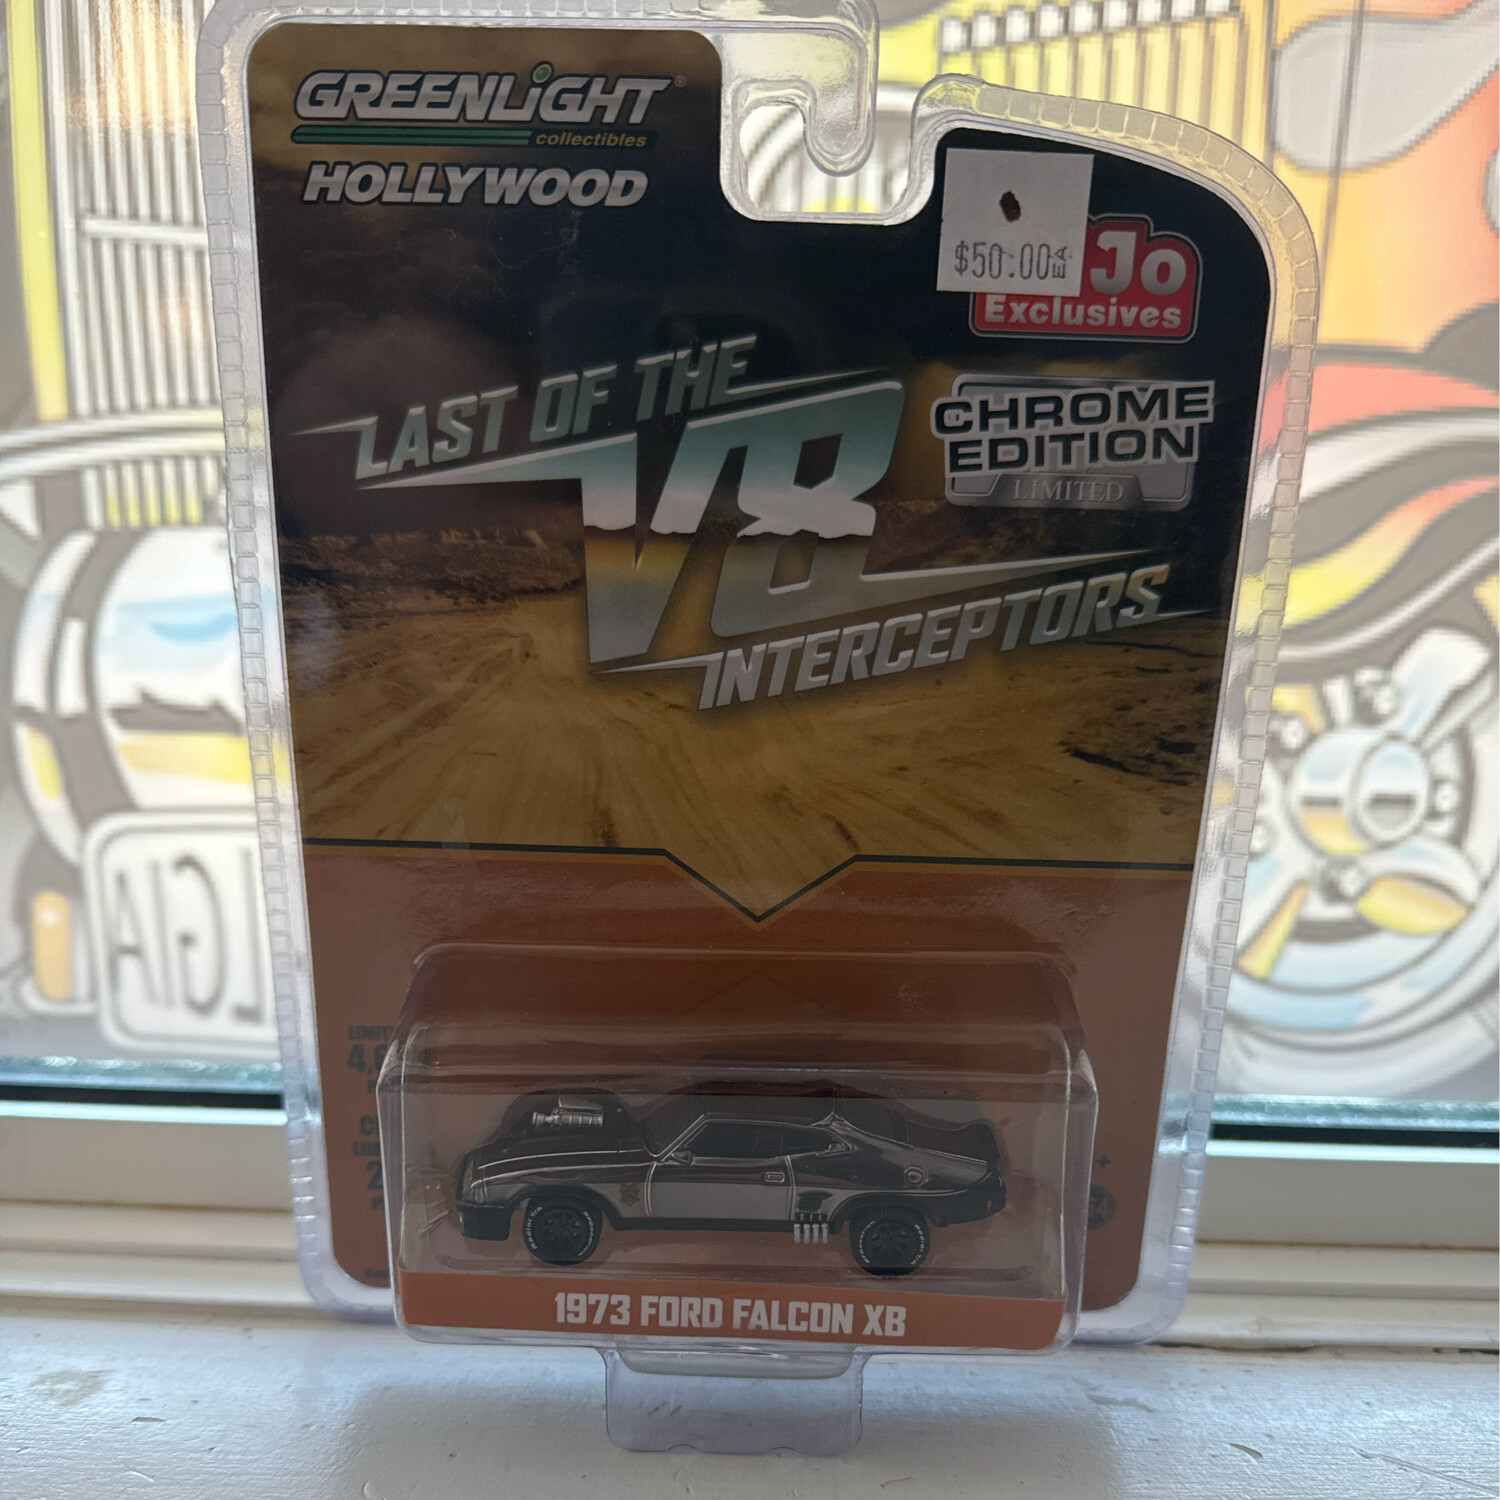 GREENLiGHT
collectibles
HOLLYWOOD
$50.00 EA
Jo
Exclusives
LAST OF THE
V8
INTERCEPTORS
CHROME
EDITION
LIMITED
1973 FORD FALCON XB